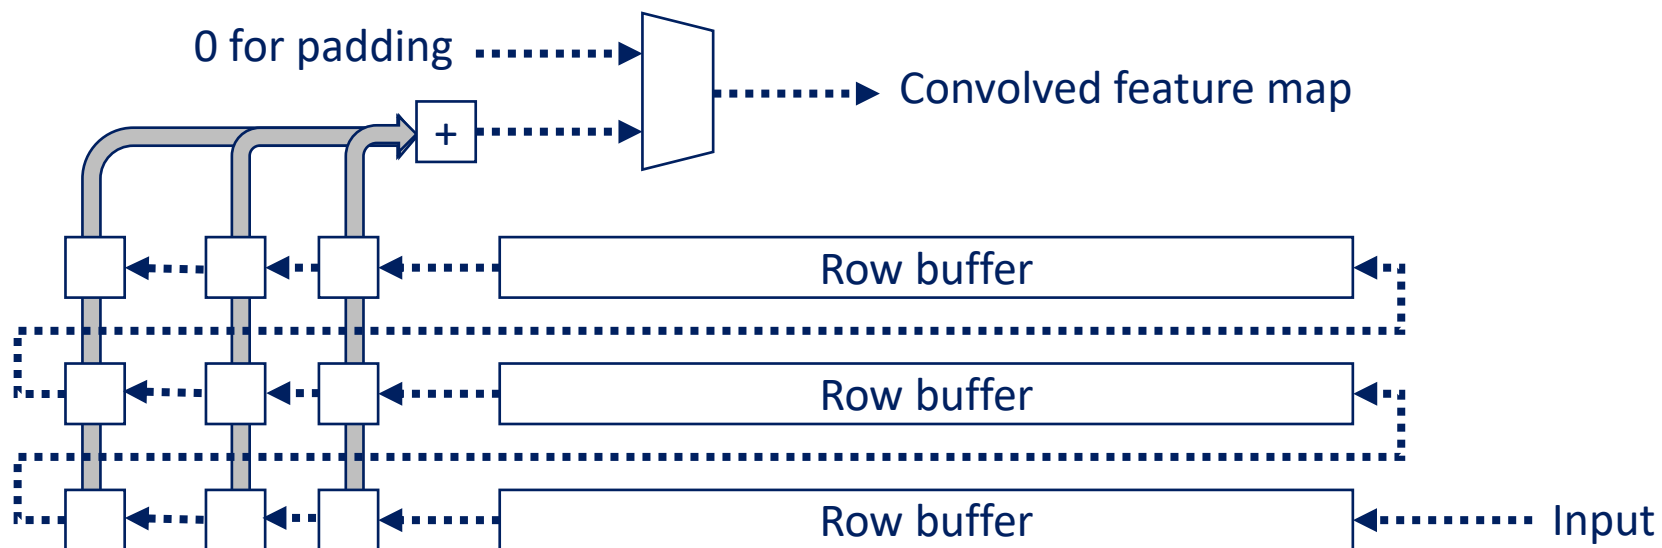 0 for padding
Convolved feature map
+
Row buffer
Row buffer
Row buffer
Input